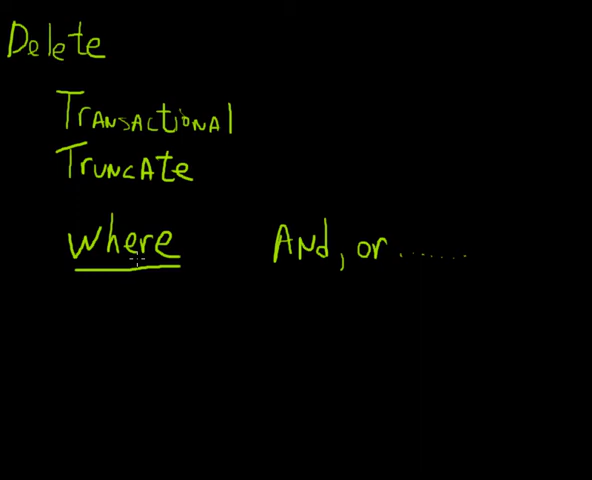 Delete
Transactional
Truncate
Where And, or.......